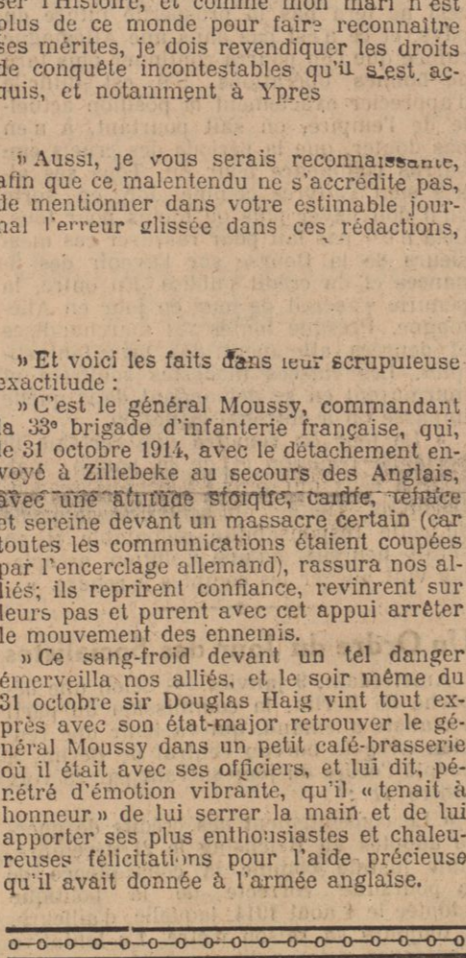 ser l'Histoire, et comme mon mari n'est
plus de ce monde pour faire reconnaître
ses mérites, je dois revendiquer les droits
de conquête incontestables qu'il s'est ac-
quis, et notamment à Ypres
» Aussi, je vous serais reconnaissante,
afin que ce malentendu ne s'accrédite pas,
de mentionner dans votre estimable jour-
nal l'erreur glissée dans ces rédactions,
» Et voici les faits dans leur scrupuleuse
exactitude :
» C'est le général Moussy, commandant
la 33e brigade d'infanterie française, qui,
le 31 octobre 1914, avec le détachement en-
voyé à Zillebeke au secours des Anglais,
avec une attitude stoïque, calme, tenace
et sereine devant un massacre certain (car
toutes les communications étaient coupées
par l'encerclage allemand), rassura nos al-
liés; ils reprirent confiance, revinrent sur
leurs pas et purent avec cet appui arrêter
le mouvement des ennemis.
» Ce sang-froid devant un tel danger
émerveilla nos alliés, et le soir même du
31 octobre sir Douglas Haig vint tout ex-
près avec son état-major retrouver le gé-
néral Moussy dans un petit café-brasserie
où il était avec ses officiers, et lui dit, pé-
nétré d'émotion vibrante, qu'il « tenait à
honneur » de lui serrer la main et de lui
apporter ses plus enthousiastes et chaleu-
reuses félicitations pour l'aide précieuse
qu'il avait donnée à l'armée anglaise.